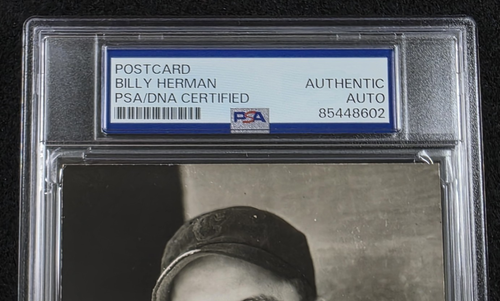 POSTCARD
BILLY HERMAN
PSA/DNA CERTIFIED
AUTHENTIC
AUTO
85448602
PSA